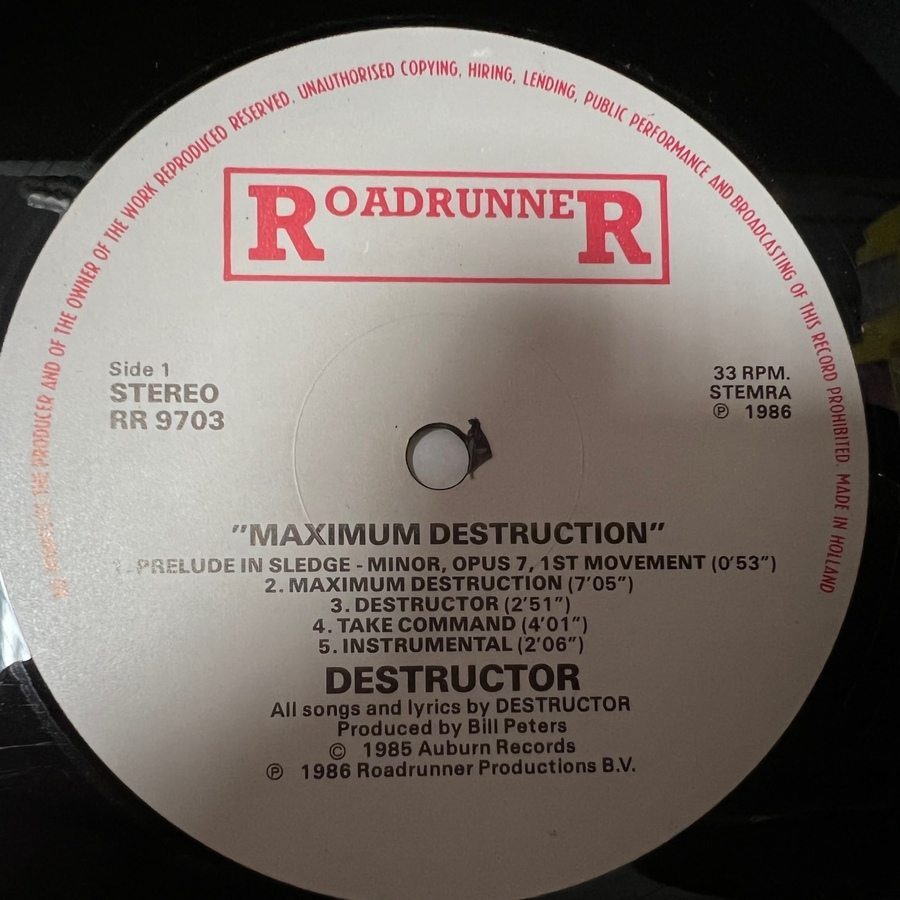 THE PRODUCER AND OF THE OWNER OF THE WORK REPRODUCED RESERVED. UNAUTHORISED COPYING, HIRING, LENDING, PUBLIC PERFORMANCE AND BROADCASTING OF THIS RECORD PROHIBITED. MADE IN HOLLAND
ROADRUNNER
Side 1
STEREO
RR 9703
33 RPM.
STEMRA
℗ 1986
"MAXIMUM DESTRUCTION"
1. PRELUDE IN SLEDGE - MINOR, OPUS 7, 1ST MOVEMENT (0'53")
2. MAXIMUM DESTRUCTION (7'05")
3. DESTRUCTOR (2'51")
4. TAKE COMMAND (4'01")
5. INSTRUMENTAL (2'06")
DESTRUCTOR
All songs and lyrics by DESTRUCTOR
Produced by Bill Peters
© 1985 Auburn Records
℗ 1986 Roadrunner Productions B.V.